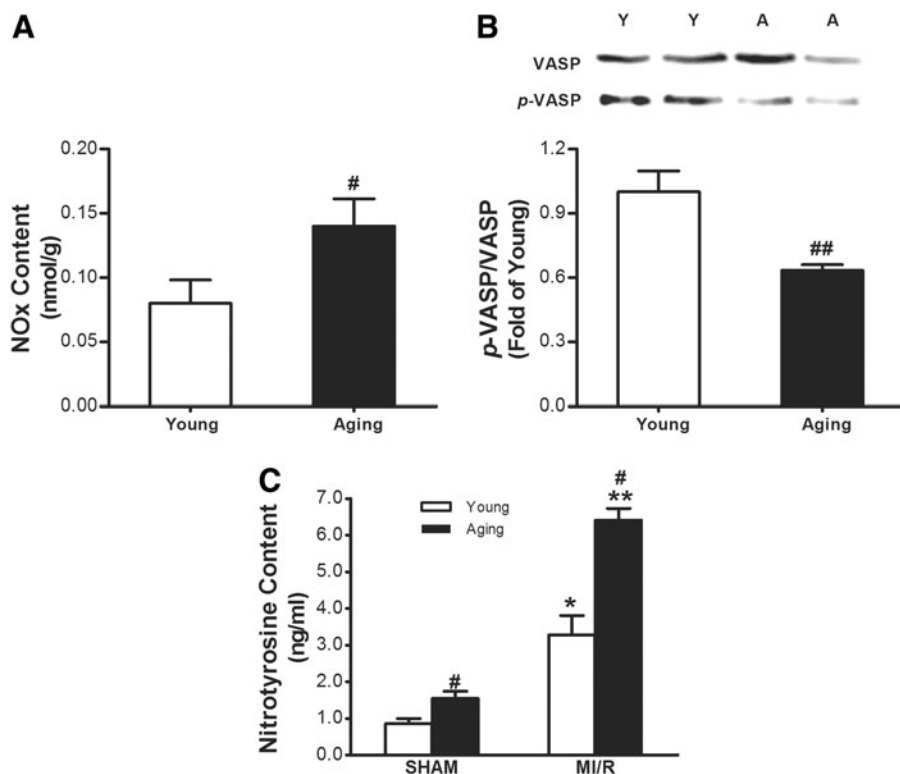 A
NOx Content
(nmol/g)
0.20
0.15
0.10
0.05
0.00
#
Young
Aging
B
Y Y A A
VASP
p-VASP
p-VASP/VASP
(Fold of Young)
1.2
0.9
0.6
0.3
0.0
##
Young
Aging
C
Nitrotyrosine Content
(ng/ml)
7.0
6.0
5.0
4.0
3.0
2.0
1.0
0.0
Young
Aging
#
*
#
**
SHAM
MI/R